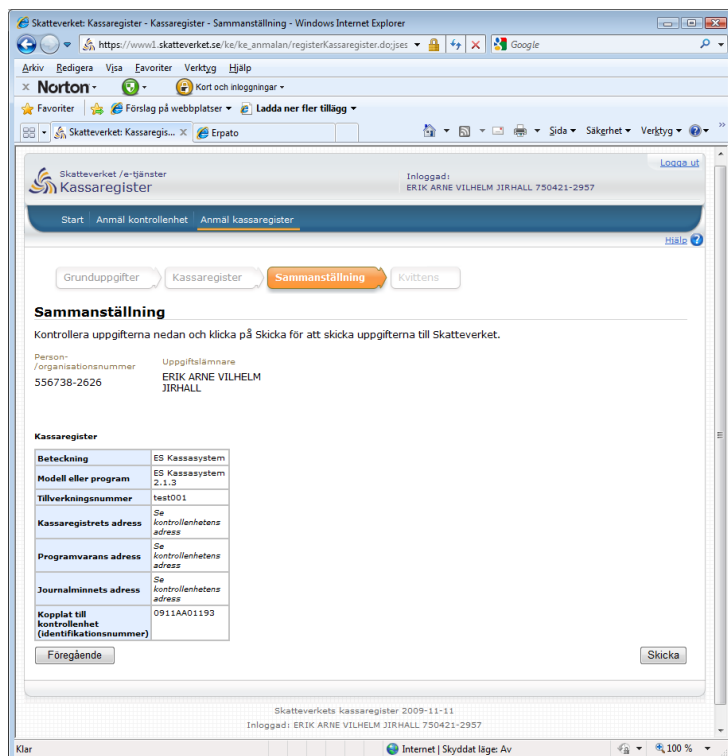 Skatteverket: Kassaregister - Kassaregister - Sammanställning - Windows Internet Explorer
https://www1.skatteverket.se/ke/ke_anmalan/registerKassaregister.do;jses
Google
Arkiv Redigera Visa Favoriter Verktyg Hjälp
x Norton Kort och inloggningar
Favoriter Förslag på webbplatser Ladda ner fler tillägg
Skatteverket: Kassaregis... X Erpato Sida Säkerhet Verktyg »
Logga ut
Skatteverket /e-tjänster
Kassaregister
Inloggad:
ERIK ARNE VILHELM JIRHALL 750421-2957
Start Anmäl kontrollenhet Anmäl kassaregister
Hjälp ?
Grunduppgifter Kassaregister Sammanställning Kvittens
Sammanställning
Kontrollera uppgifterna nedan och klicka på Skicka för att skicka uppgifterna till Skatteverket.
Person-
/organisationsnummer
556738-2626
Uppgiftslämnare
ERIK ARNE VILHELM
JIRHALL
Kassaregister
Beteckning ES Kassasystem
Modell eller program ES Kassasystem
2.1.3
Tillverkningsnummer test001
Kassaregistrets adress Se
kontrollenhetens
adress
Programvarans adress Se
kontrollenhetens
adress
Journalminnets adress Se
kontrollenhetens
adress
Kopplat till
kontrollenhet
(identifikationsnummer) 0911AA01193
Föregående Skicka
Skatteverkets kassaregister 2009-11-11
Inloggad: ERIK ARNE VILHELM JIRHALL 750421-2957
Klar Internet | Skyddat läge: Av 100 %